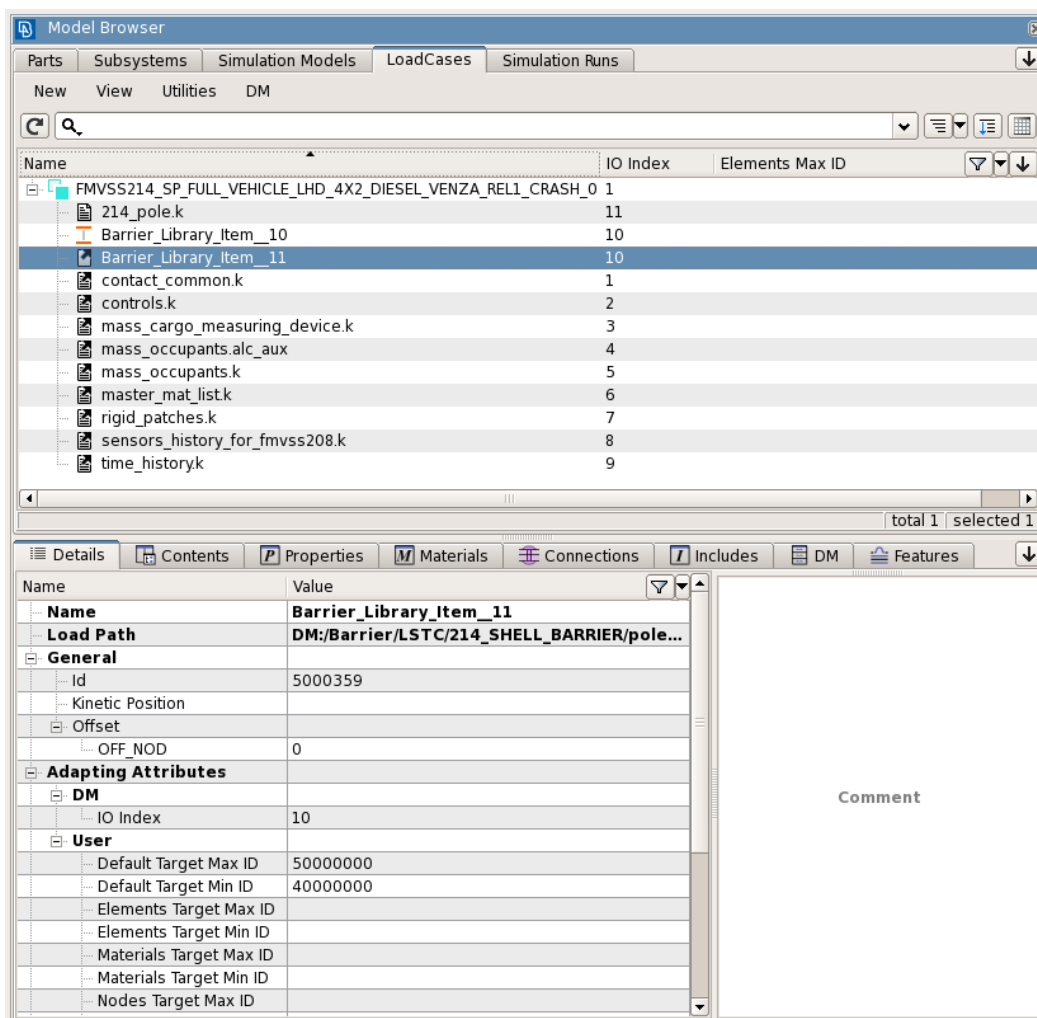 Model Browser
Parts Subsystems Simulation Models LoadCases Simulation Runs
New View Utilities DM
Name IO Index Elements Max ID
FMVSS214_SP_FULL_VEHICLE_LHD_4X2_DIESEL_VENZA_REL1_CRASH_0 1
214_pole.k 11
Barrier_Library_Item__10 10
Barrier_Library_Item__11 10
contact_common.k 1
controls.k 2
mass_cargo_measuring_device.k 3
mass_occupants.alc_aux 4
mass_occupants.k 5
master_mat_list.k 6
rigid_patches.k 7
sensors_history_for_fmvss208.k 8
time_history.k 9
total 1 selected 1
Details Contents P Properties M Materials Connections I Includes DM Features
Name Value
Name Barrier_Library_Item__11
Load Path DM:/Barrier/LSTC/214_SHELL_BARRIER/pole...
General
Id 5000359
Kinetic Position
Offset
OFF_NOD 0
Adapting Attributes
DM
IO Index 10
User
Default Target Max ID 50000000
Default Target Min ID 40000000
Elements Target Max ID
Elements Target Min ID
Materials Target Max ID
Materials Target Min ID
Nodes Target Max ID
Comment